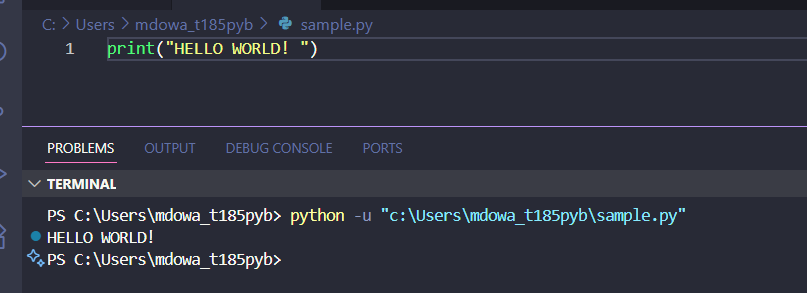 C: > Users > mdowa_t185pyb > sample.py
1 print("HELLO WORLD! ")
PROBLEMS OUTPUT DEBUG CONSOLE PORTS
TERMINAL
PS C:\Users\mdowa_t185pyb> python -u "c:\Users\mdowa_t185pyb\sample.py"
HELLO WORLD!
PS C:\Users\mdowa_t185pyb>